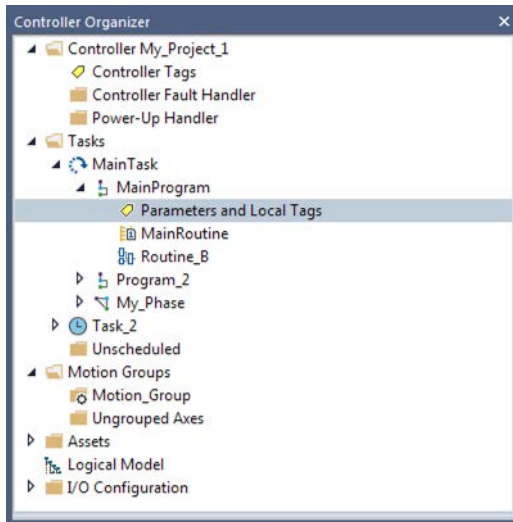 Controller Organizer
Controller My_Project_1
Controller Tags
Controller Fault Handler
Power-Up Handler
Tasks
MainTask
MainProgram
Parameters and Local Tags
MainRoutine
Routine_B
Program_2
My_Phase
Task_2
Unscheduled
Motion Groups
Motion_Group
Ungrouped Axes
Assets
Logical Model
I/O Configuration